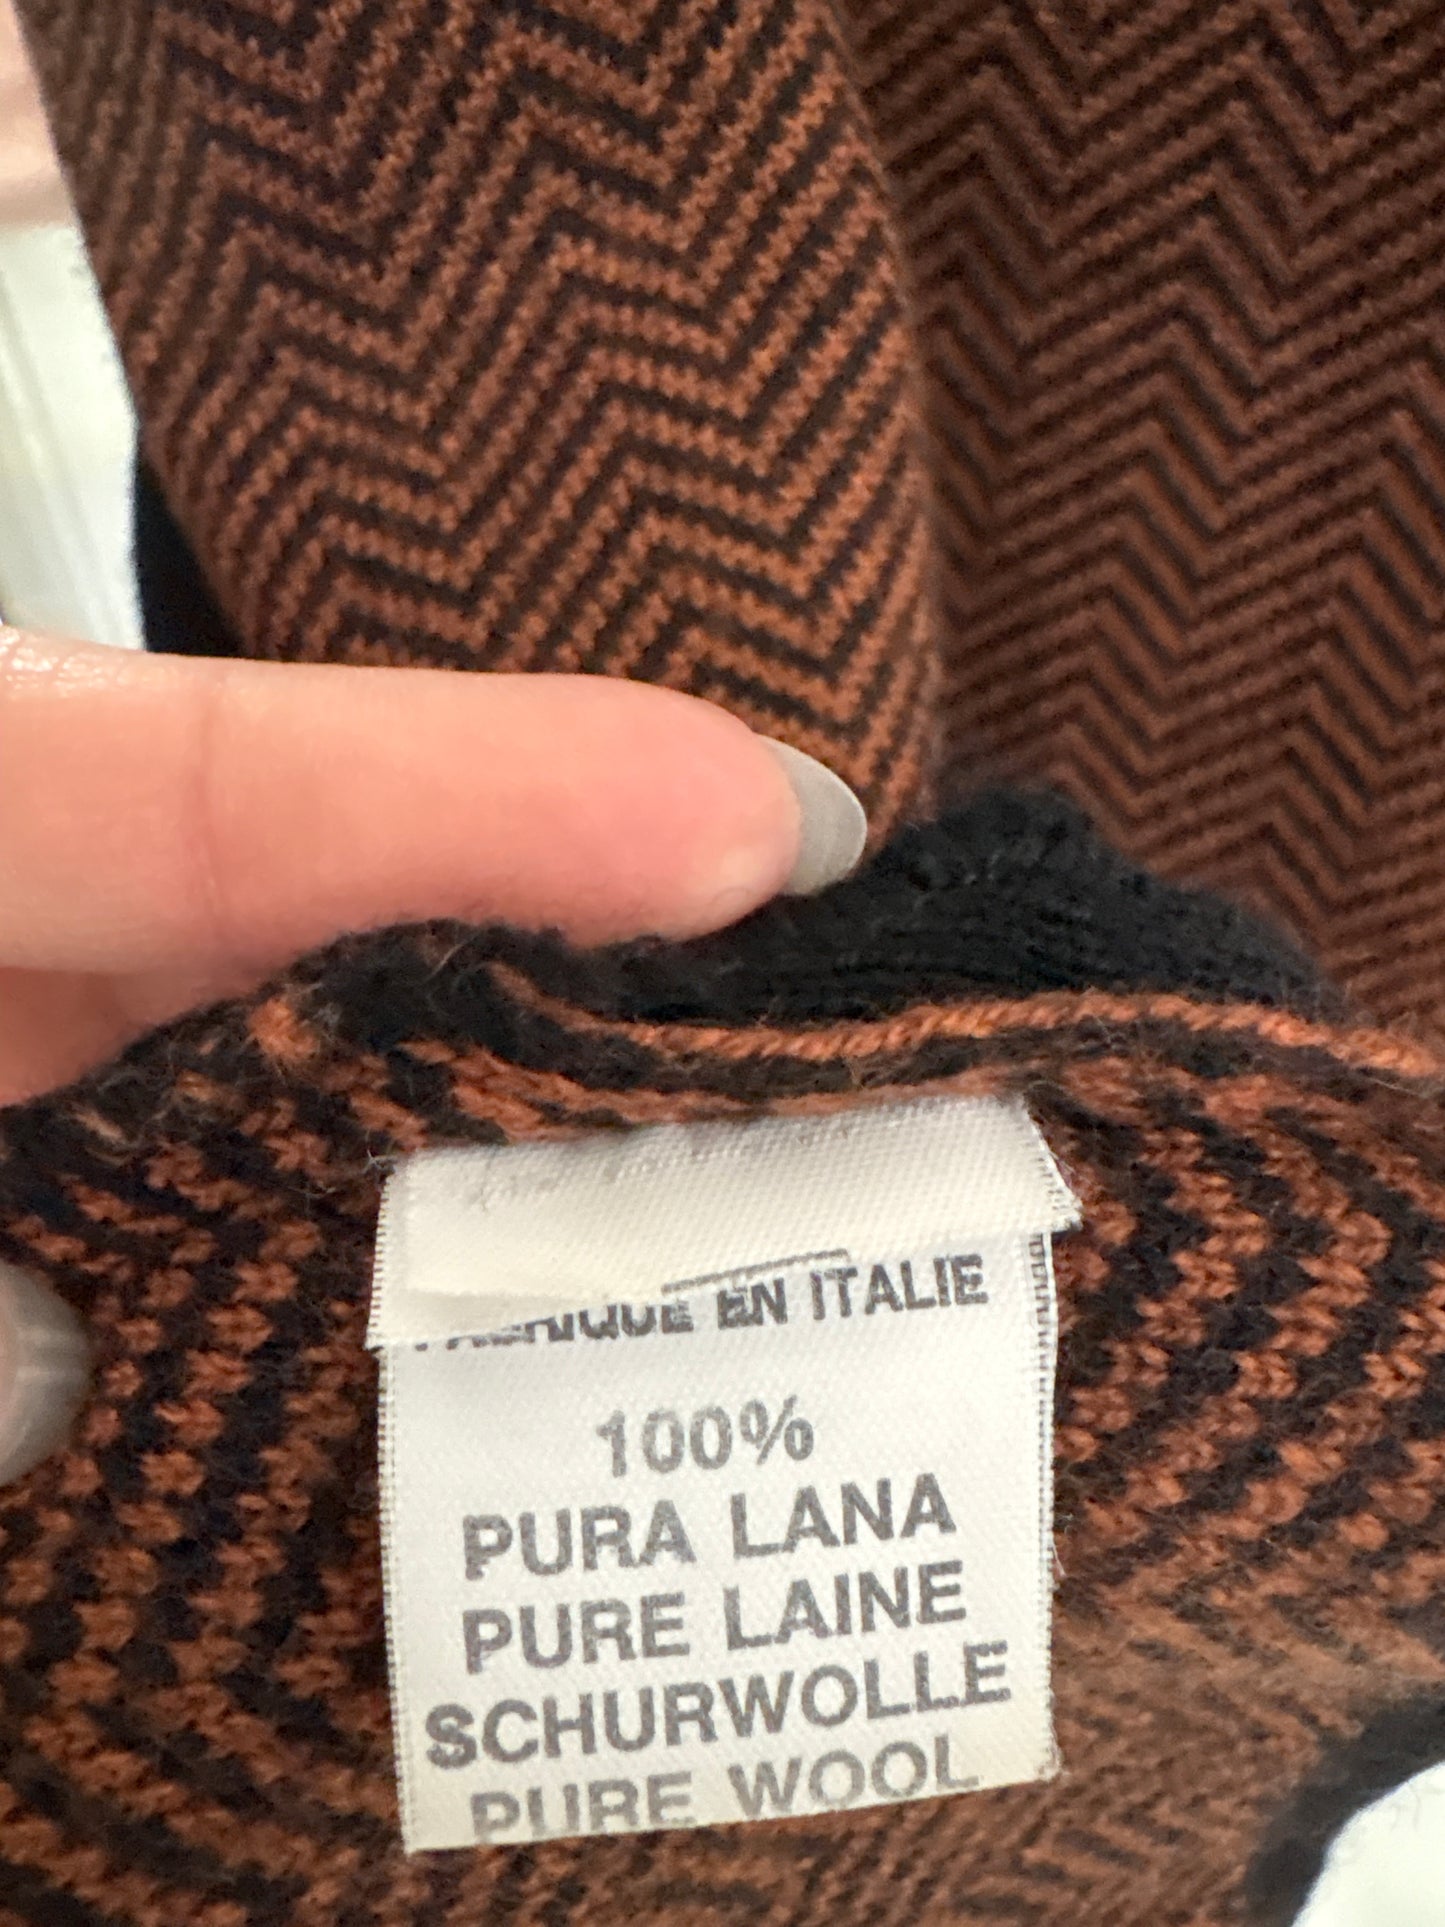 FABRIQUE EN ITALIE
100%
PURA LANA
PURE LAINE
SCHURWOLLE
PURE WOOL